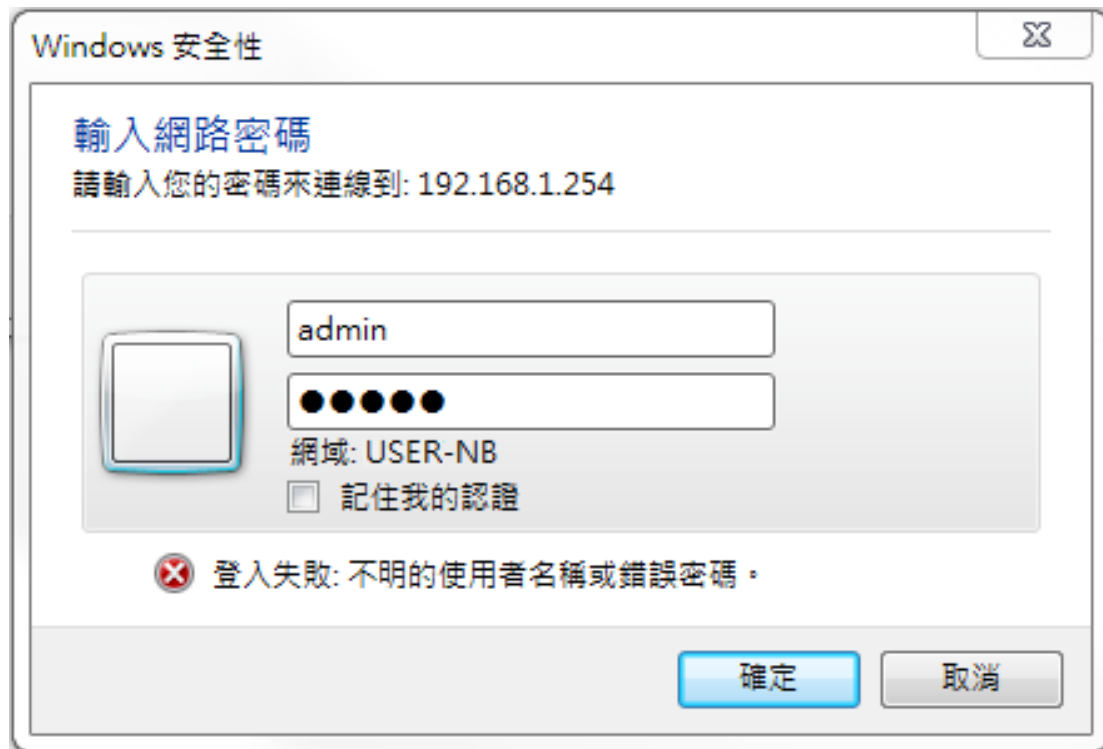 Windows 安全性
輸入網路密碼
請輸入您的密碼來連線到: 192.168.1.254
admin
●●●●●
網域: USER-NB
記住我的認證
登入失敗: 不明的使用者名稱或錯誤密碼。
確定
取消